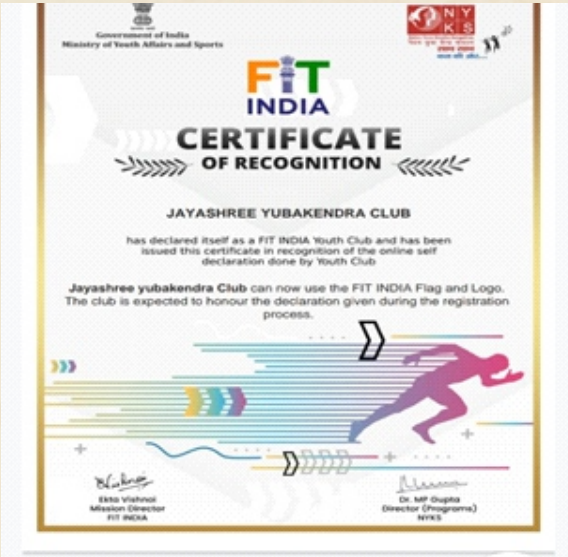 Government of India
Ministry of Youth Affairs and Sports
N Y
K S
FIT
INDIA
CERTIFICATE
OF RECOGNITION
JAYASHREE YUBAKENDRA CLUB
has declared itself as a FIT INDIA Youth Club and has been
issued this certificate in recognition of the online self
declaration done by Youth Club
Jayashree yubakendra Club can now use the FIT INDIA Flag and Logo.
The club is expected to honour the declaration given during the registration
process.
Ekta Vishnoi
Mission Director
FIT INDIA
Dr. MP Gupta
Director (Programs)
NYKS